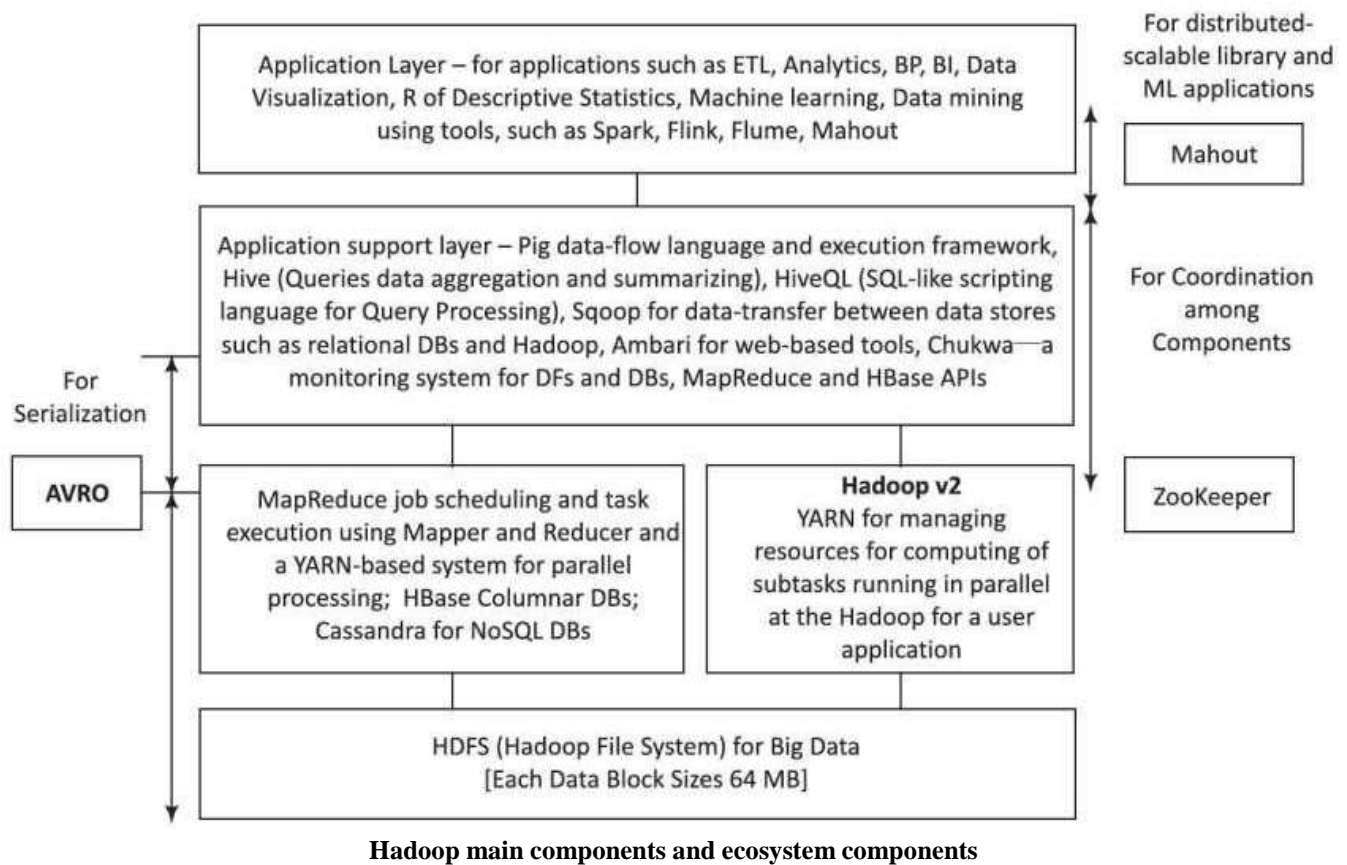 Application Layer – for applications such as ETL, Analytics, BP, BI, Data
Visualization, R of Descriptive Statistics, Machine learning, Data mining
using tools, such as Spark, Flink, Flume, Mahout
For distributed-
scalable library and
ML applications
Mahout
Application support layer – Pig data-flow language and execution framework,
Hive (Queries data aggregation and summarizing), HiveQL (SQL-like scripting
language for Query Processing), Sqoop for data-transfer between data stores
such as relational DBs and Hadoop, Ambari for web-based tools, Chukwa—a
monitoring system for DFs and DBs, MapReduce and HBase APIs
For Coordination
among
Components
For
Serialization
AVRO
MapReduce job scheduling and task
execution using Mapper and Reducer and
a YARN-based system for parallel
processing; HBase Columnar DBs;
Cassandra for NoSQL DBs
Hadoop v2
YARN for managing
resources for computing of
subtasks running in parallel
at the Hadoop for a user
application
ZooKeeper
HDFS (Hadoop File System) for Big Data
[Each Data Block Sizes 64 MB]
Hadoop main components and ecosystem components